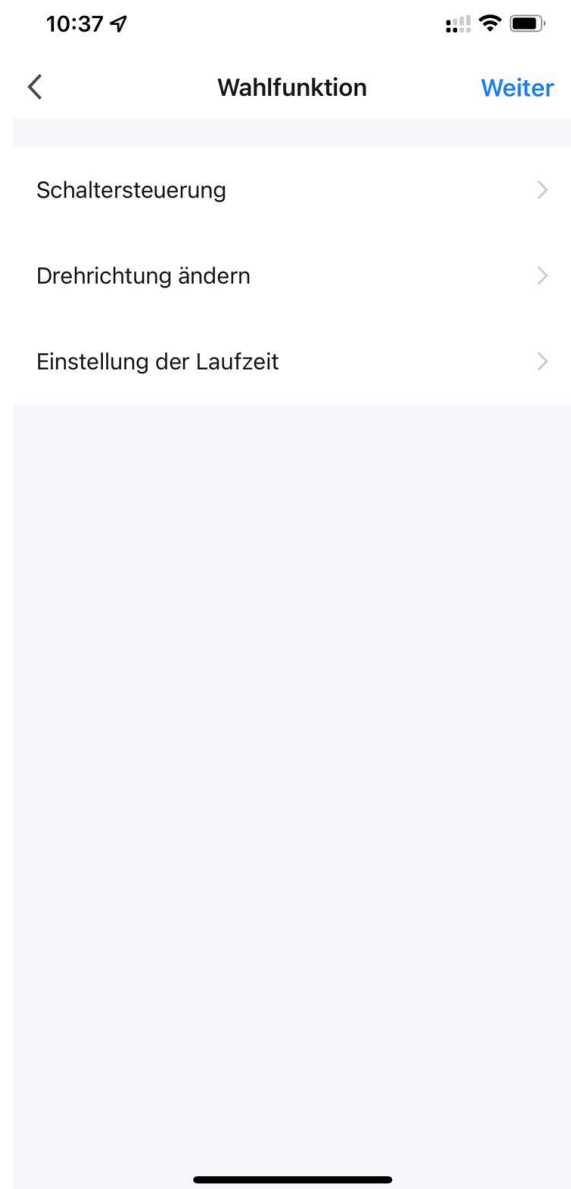 10:37
Wahlfunktion
Weiter
Schaltersteuerung
Drehrichtung ändern
Einstellung der Laufzeit